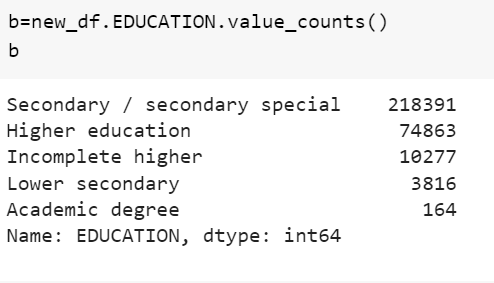 b=new_df.EDUCATION.value_counts()
b
Secondary / secondary special    218391
Higher education                  74863
Incomplete higher                 10277
Lower secondary                    3816
Academic degree                     164
Name: EDUCATION, dtype: int64